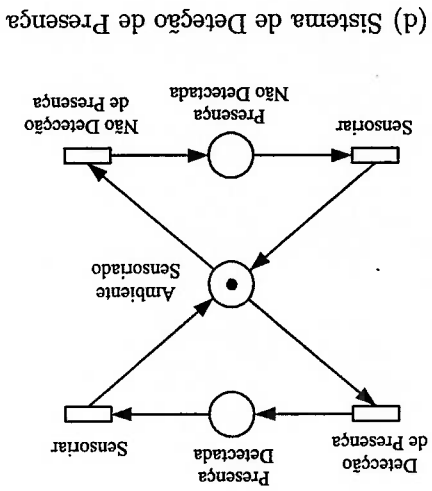 Detecção
de Presença
Presença
Detectada
Sensoriar
Ambiente
Sensoriado
Sensoriar
Presença
Não Detectada
Não Detecção
de Presença
(d) Sistema de Deteção de Presença